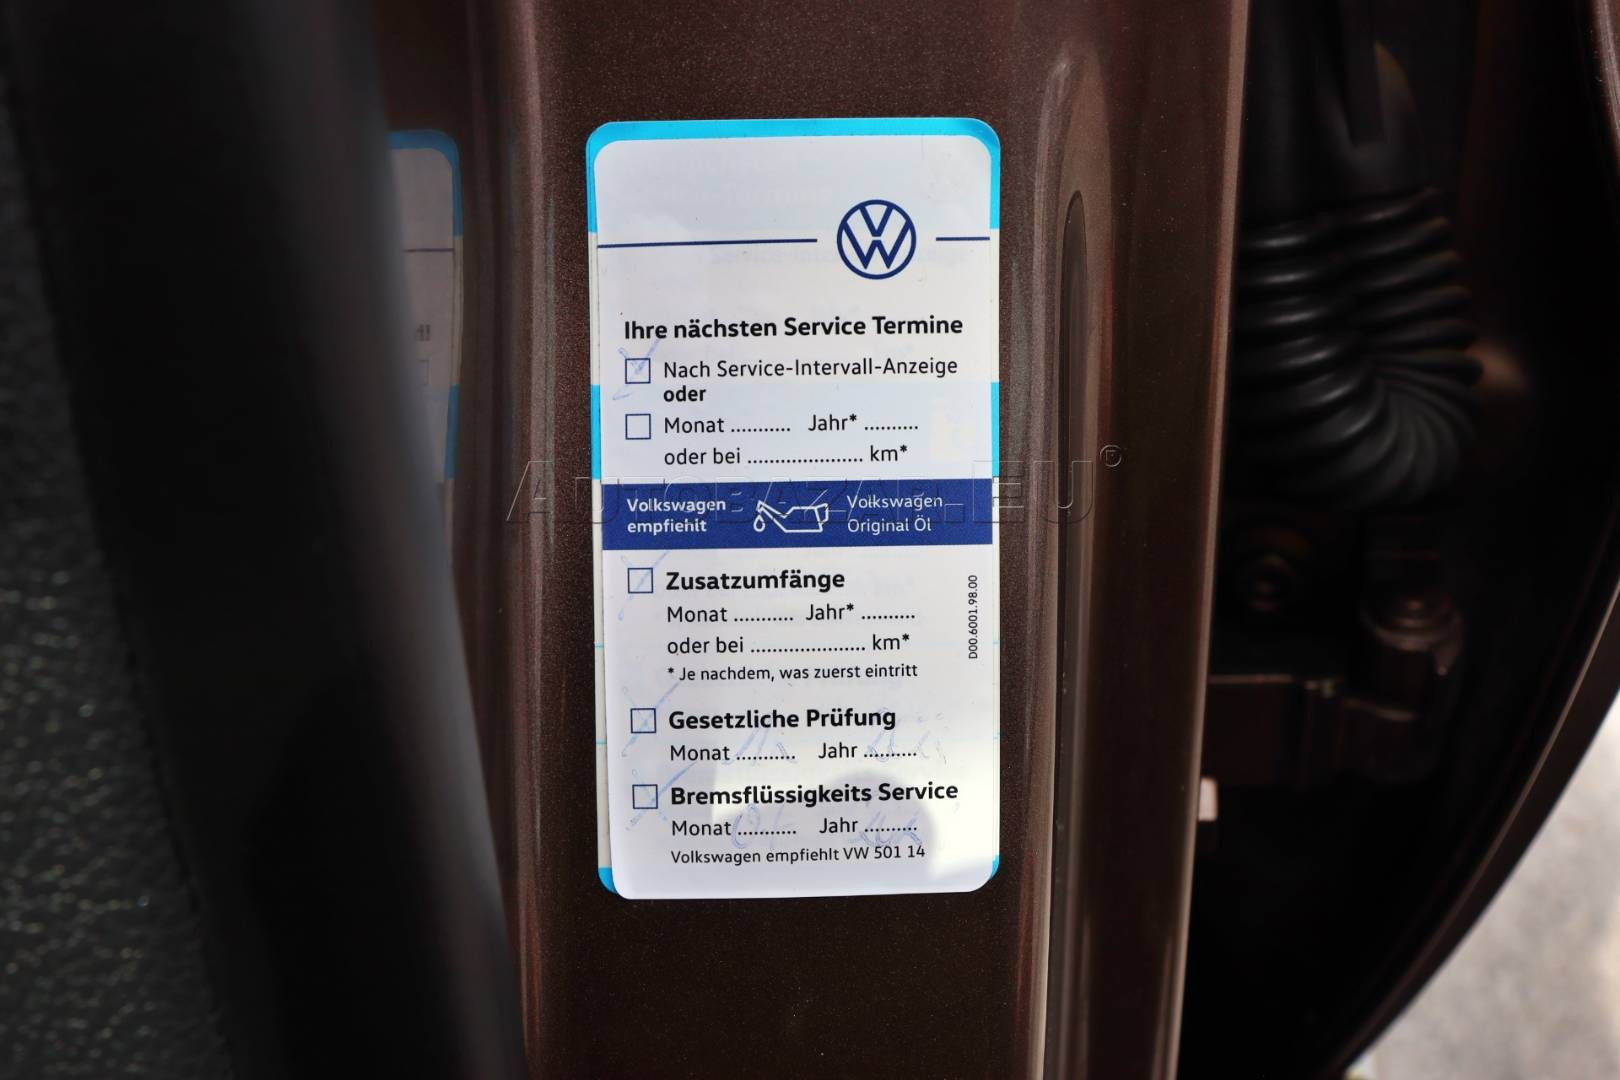 Ihre nächsten Service Termine
Nach Service-Intervall-Anzeige
oder
Monat ........... Jahr* ..........
oder bei ..................... km*
AUTOBAZAR.EU
Volkswagen
empfiehlt
Volkswagen
Original Öl
Zusatzumfänge
Monat ........... Jahr* ..........
oder bei ..................... km*
* Je nachdem, was zuerst eintritt
D00.6001.98.00
Gesetzliche Prüfung
Monat ........... Jahr ..........
Bremsflüssigkeits Service
Monat ........... Jahr ..........
Volkswagen empfiehlt VW 501 14